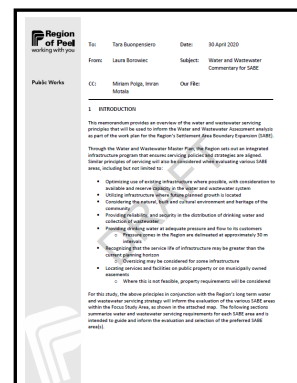 Region
of Peel
working with you
To: Tara Buonpensiero Date: 30 April 2020
From: Laura Borowiec Subject: Water and Wastewater
Commentary for SABE
Public Works
CC: Miriam Polga, Imran
Motala Our File:
1 INTRODUCTION
This memorandum provides an overview of the water and wastewater servicing
principles that will be used to inform the Water and Wastewater Assessment analysis
as part of the work plan for the Region's Settlement Area Boundary Expansion (SABE).
Through the Water and Wastewater Master Plan, the Region sets out an integrated
infrastructure program that ensures servicing policies and strategies are aligned.
Similar principles of servicing will also be considered when evaluating various SABE
areas, including but not limited to:
• Optimizing use of existing infrastructure where possible, with consideration to
available and reserve capacity in the water and wastewater system
• Utilizing infrastructure where future planned growth is located
• Considering the natural, built and cultural environment and heritage of the
community
• Providing reliability and security in the distribution of drinking water and
collection of wastewater
• Providing drinking water at adequate pressure and flow to its customers
o Pressure zones in the Region are delineated at approximately 30 m
intervals
• Recognizing that the service life of infrastructure may be greater than the
current planning horizon
o Oversizing may be considered for some infrastructure
• Locating services and facilities on public property or on municipally owned
easements
o Where this is not feasible, property requirements will be considered
For this study, the above principles in conjunction with the Region's long term water
and wastewater servicing strategy will inform the evaluation of the various SABE areas
within the Focus Study Area, as shown in the attached map. The following sections
summarize water and wastewater servicing requirements for each SABE area and is
intended to guide and inform the evaluation and selection of the preferred SABE
area(s).
DRAFT